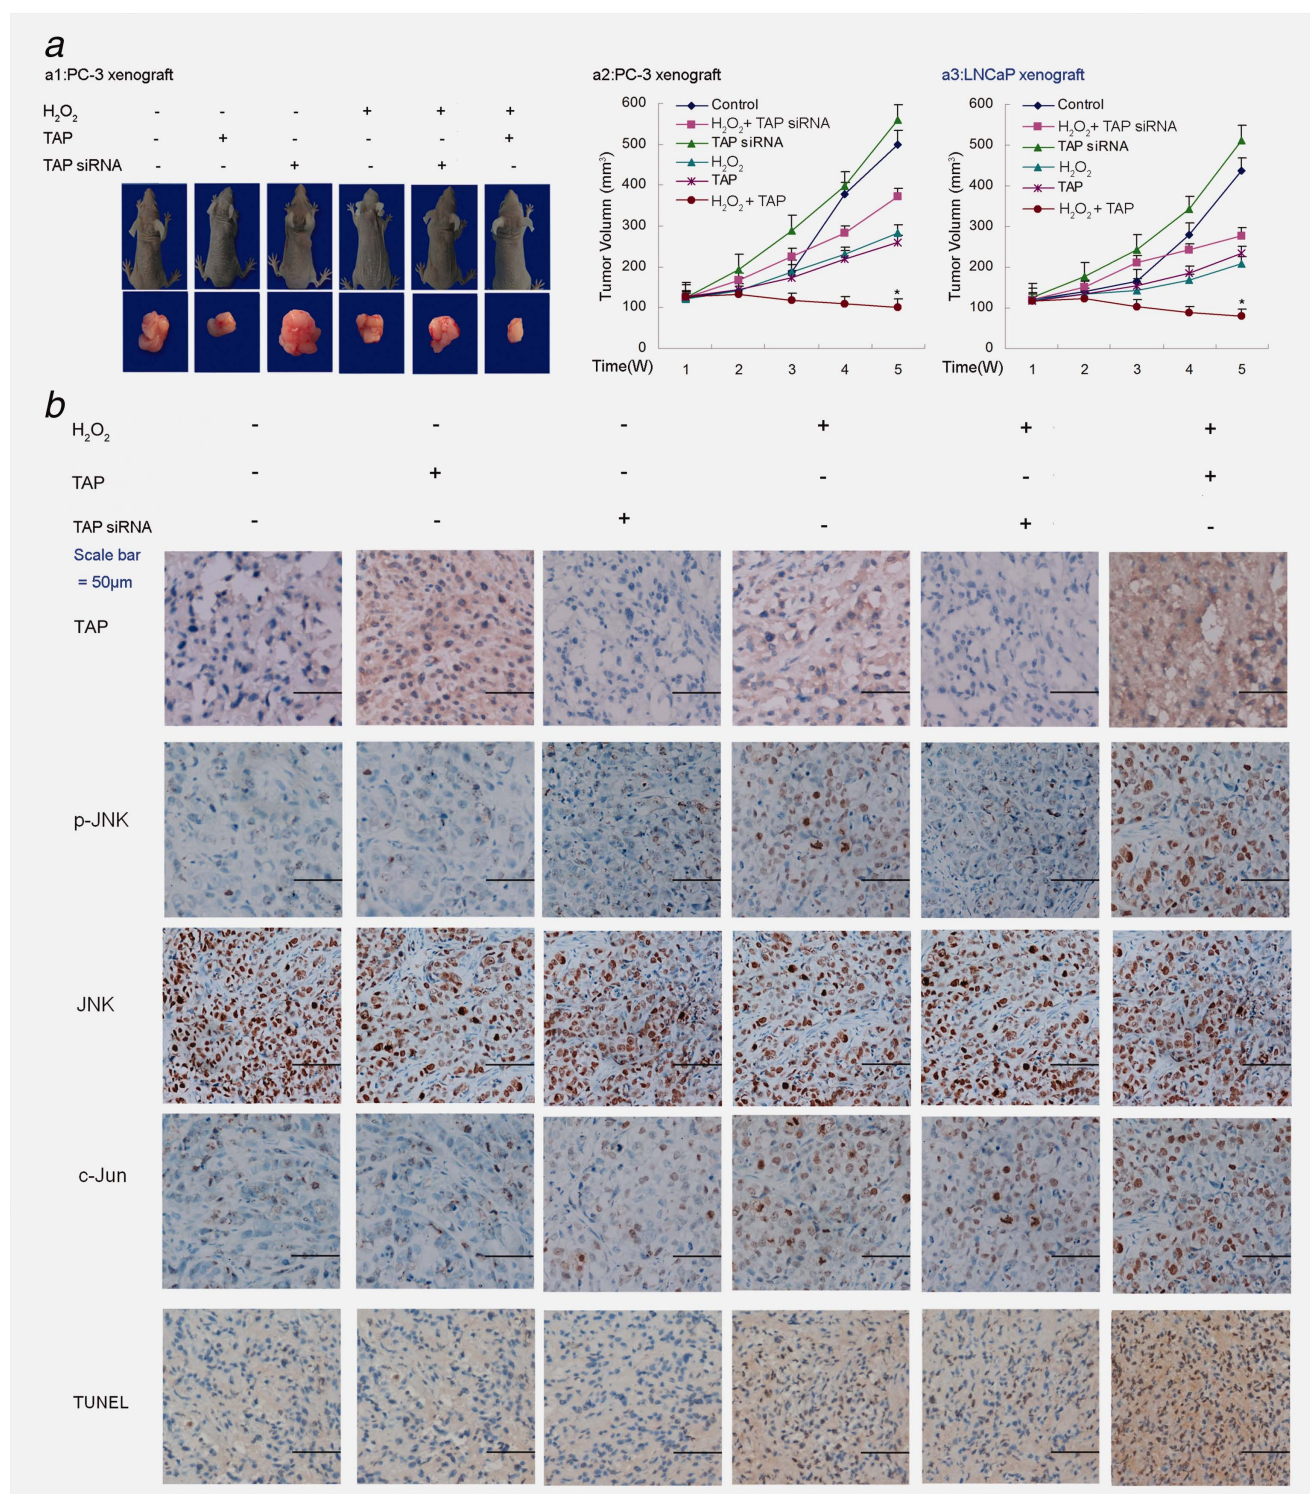 a
a1:PC-3 xenograft
H₂O₂ - - - + + +
TAP - + - - - +
TAP siRNA - - + - + -
a2:PC-3 xenograft
Tumor Volumn (mm³)
600
500
400
300
200
100
0
Control
H₂O₂+ TAP siRNA
TAP siRNA
H₂O₂
TAP
H₂O₂ + TAP
*
Time(W) 1 2 3 4 5
a3:LNCaP xenograft
Tumor Volumn (mm³)
600
500
400
300
200
100
0
Control
H₂O₂+ TAP siRNA
TAP siRNA
H₂O₂
TAP
H₂O₂ + TAP
*
Time(W) 1 2 3 4 5
b
H₂O₂ - - - + + +
TAP - + - - - +
TAP siRNA - - + - + -
Scale bar
= 50μm
TAP
p-JNK
JNK
c-Jun
TUNEL